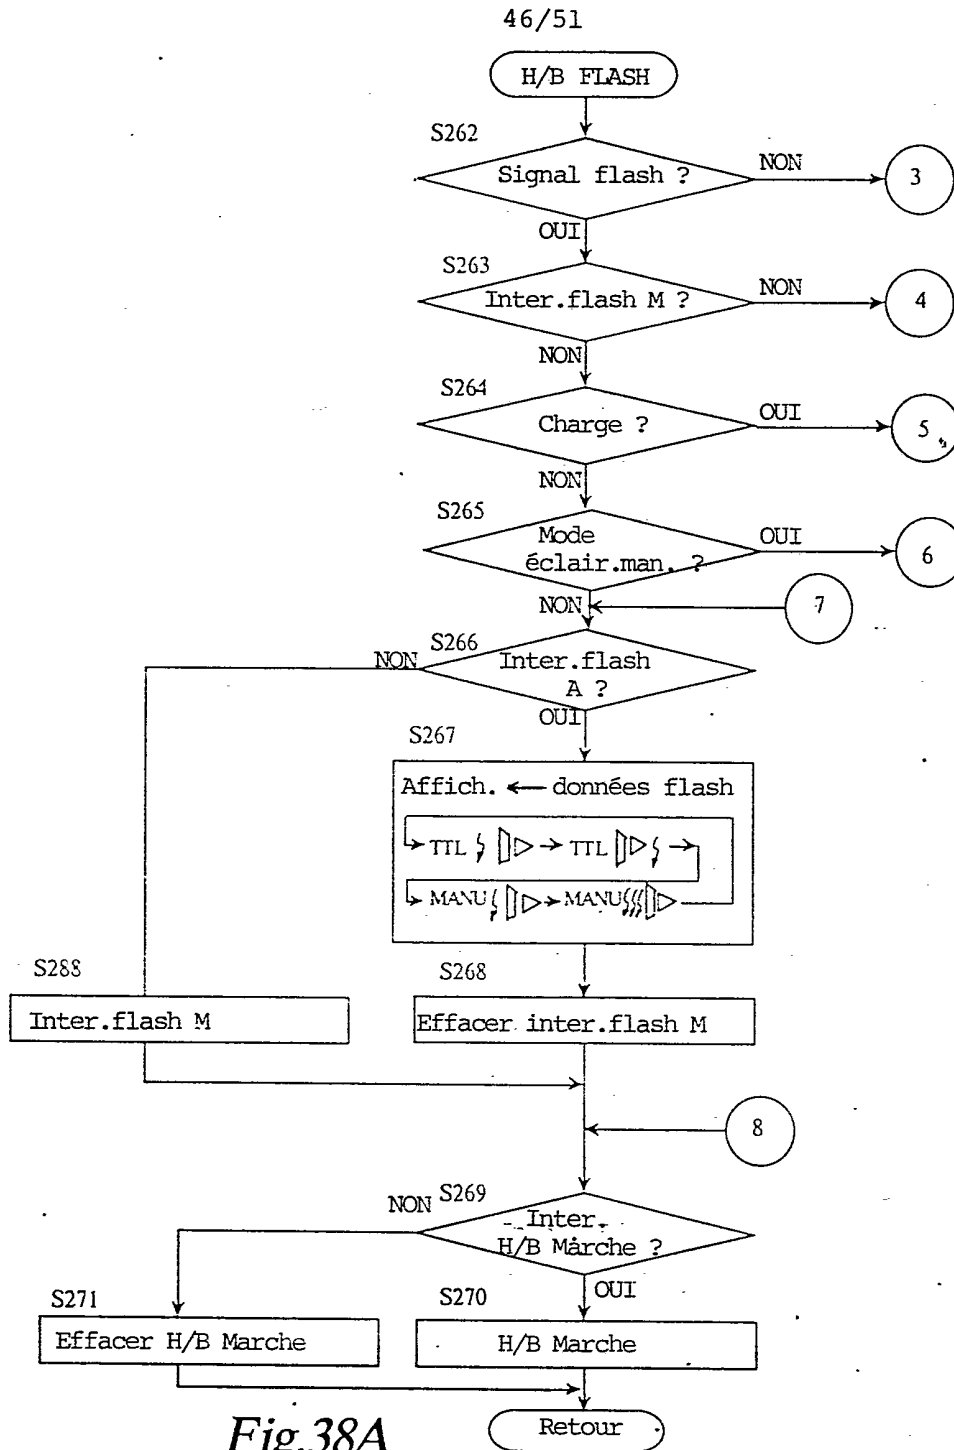 46/51
H/B FLASH
S262
Signal flash ?
NON
3
OUI
S263
Inter.flash M ?
NON
4
NON
S264
Charge ?
OUI
5
NON
S265
Mode
éclair.man. ?
OUI
6
NON
7
S266
NON
Inter.flash
A ?
OUI
S267
Affich. ← données flash
TTL → TTL →
MANU → MANU
S288
Inter.flash M
S268
Effacer inter.flash M
8
S269
NON
Inter.
H/B Marche ?
OUI
S271
Effacer H/B Marche
S270
H/B Marche
Retour
Fig.38A